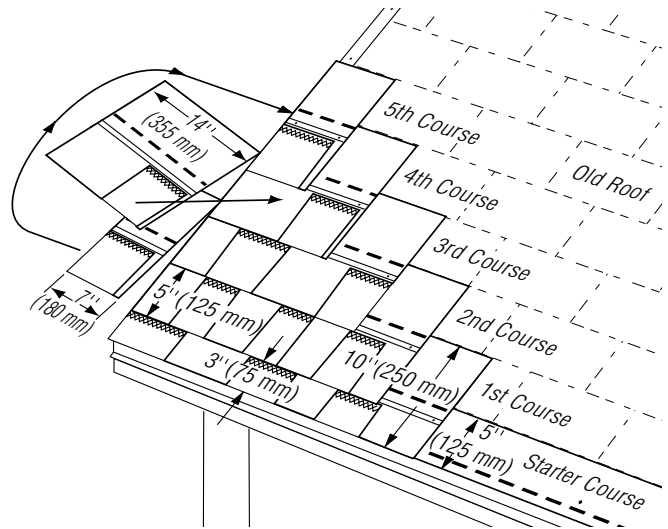 14"
(355 mm)
5th Course
Old Roof
4th Course
3rd Course
7"
(180 mm)
5" (125 mm)
2nd Course
3" (75 mm)
10" (250 mm)
1st Course
5"
(125 mm)
Starter Course